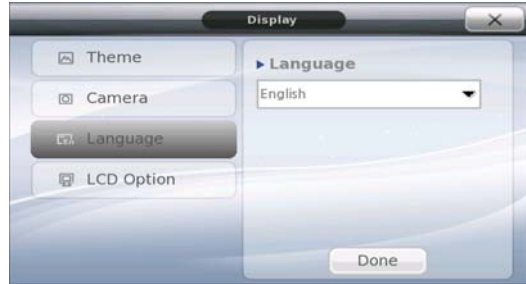 Display
Theme
Camera
Language
LCD Option
Language
English
Done